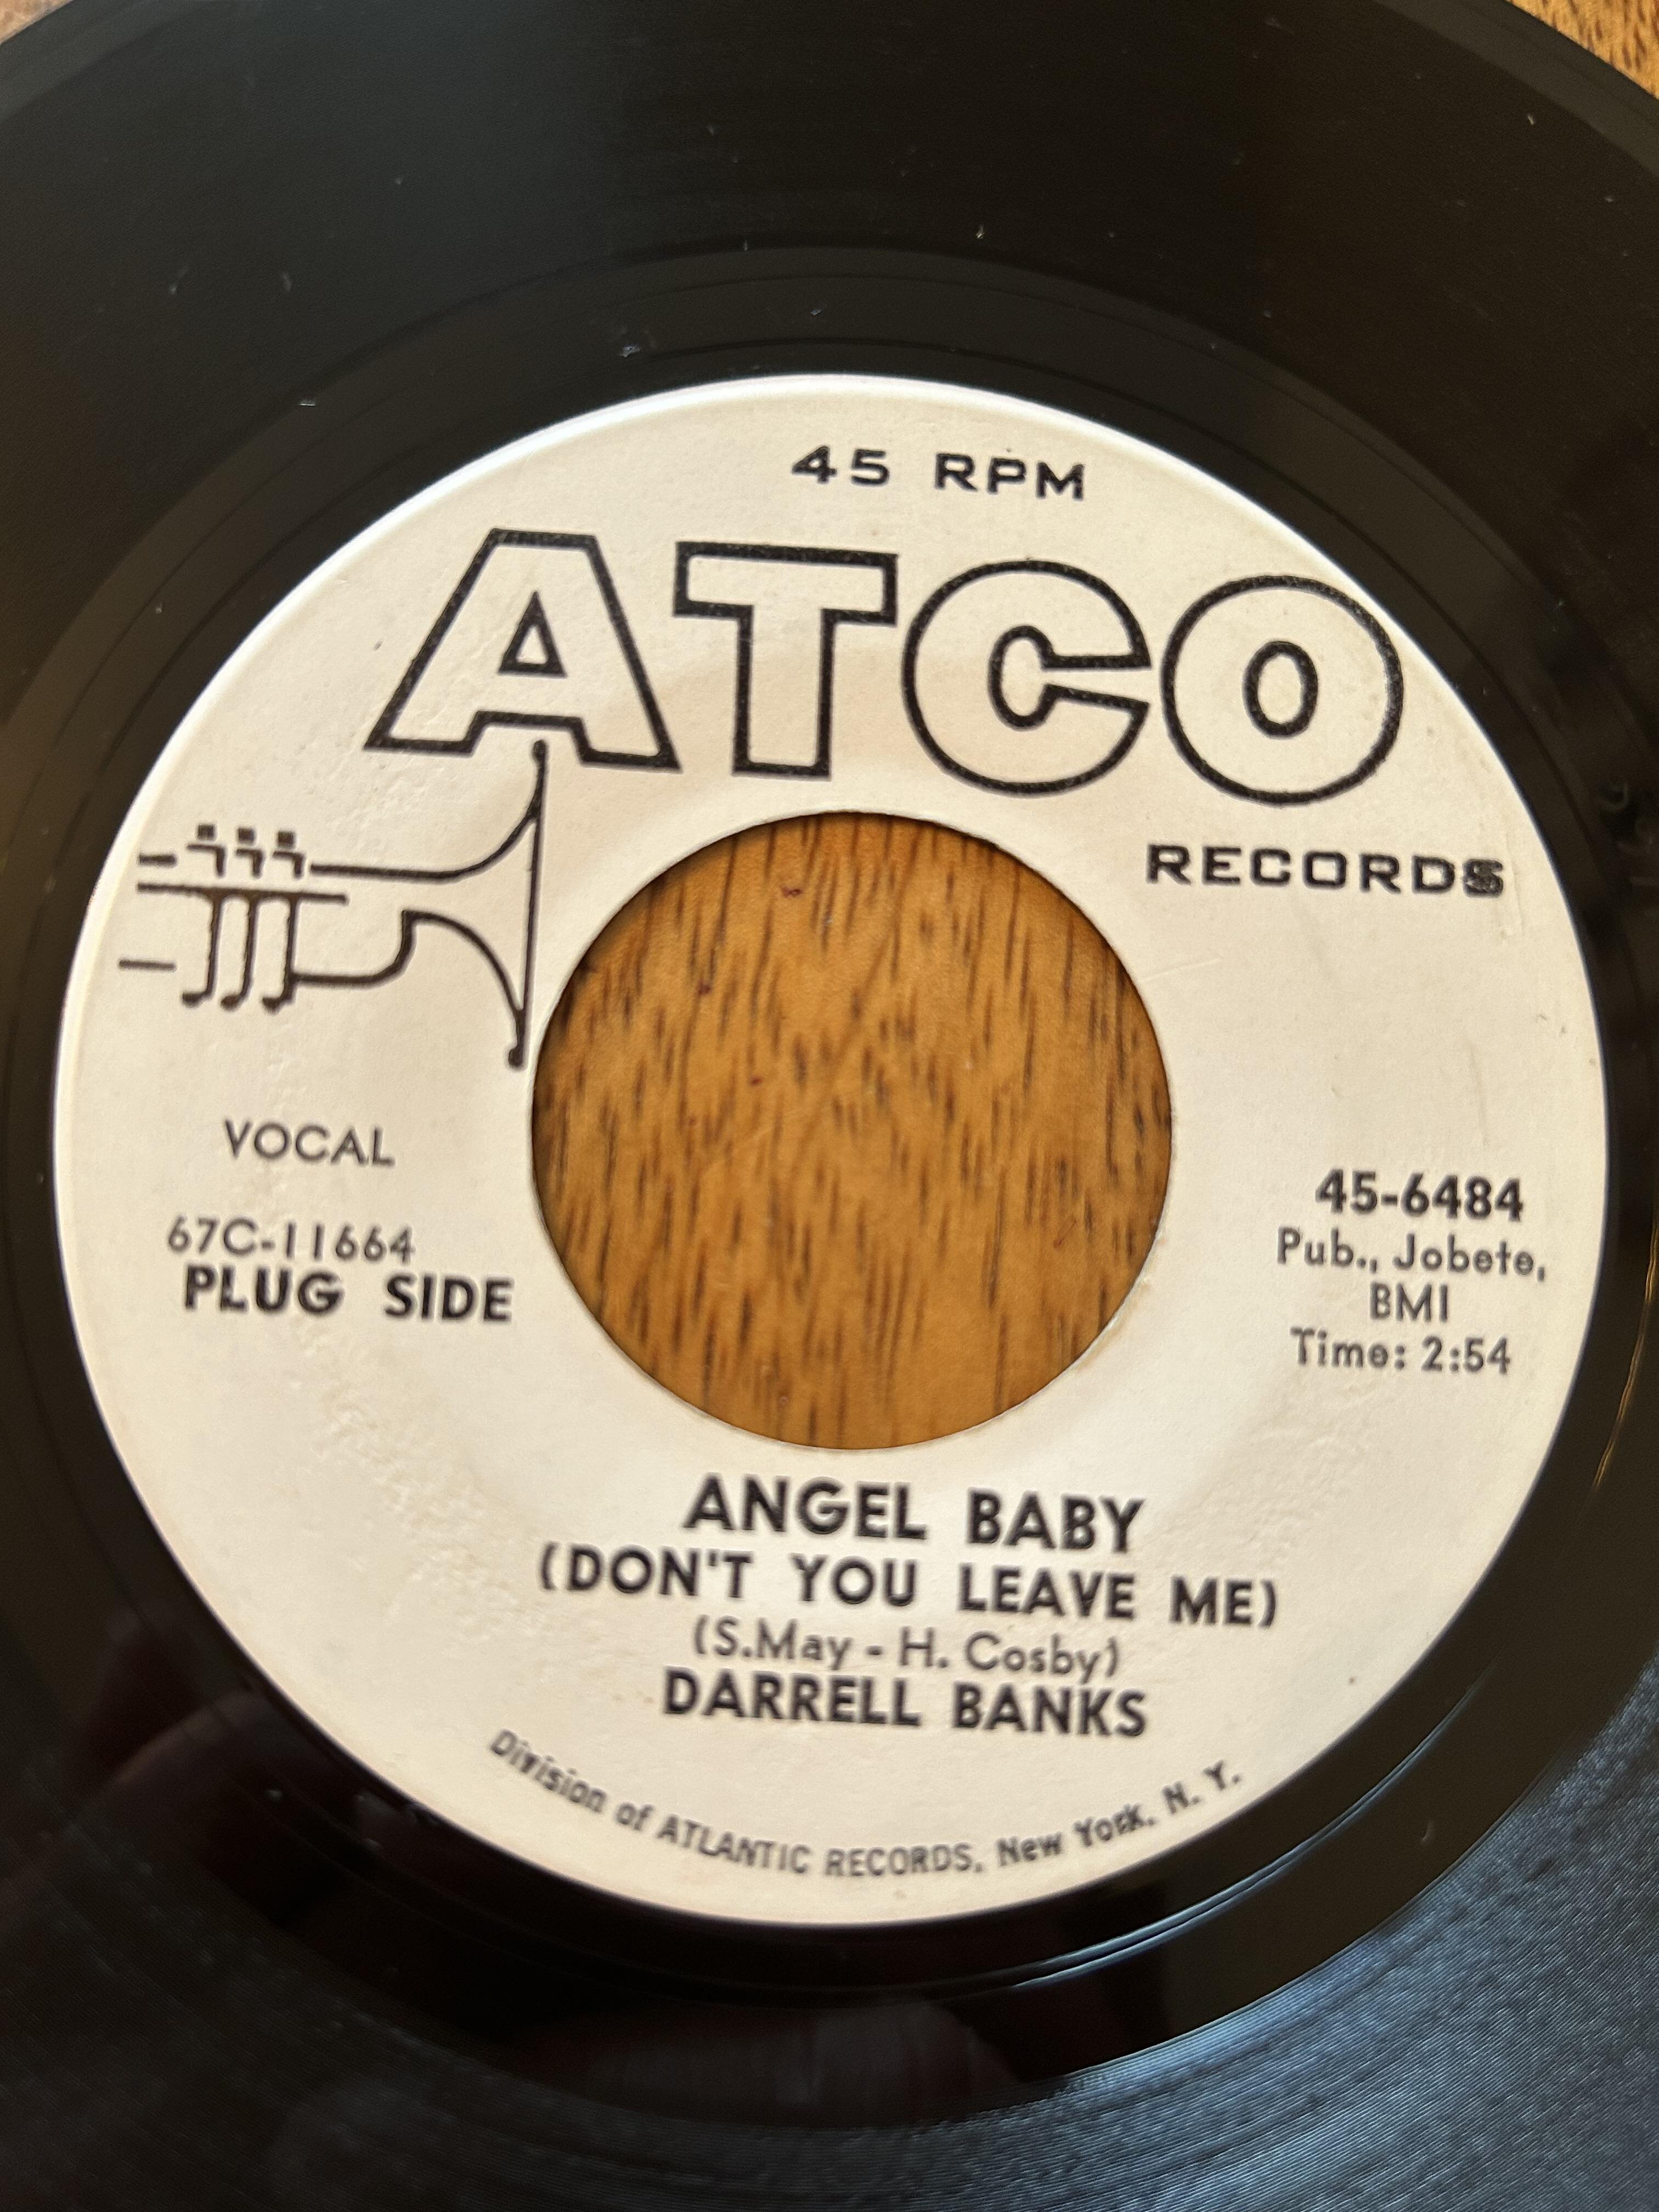 45 RPM
ATCO
RECORDS
VOCAL
67C-11664
PLUG SIDE
45-6484
Pub., Jobete,
BMI
Time: 2:54
ANGEL BABY
(DON'T YOU LEAVE ME)
(S.May - H. Cosby)
DARRELL BANKS
Division of ATLANTIC RECORDS, New York, N. Y.